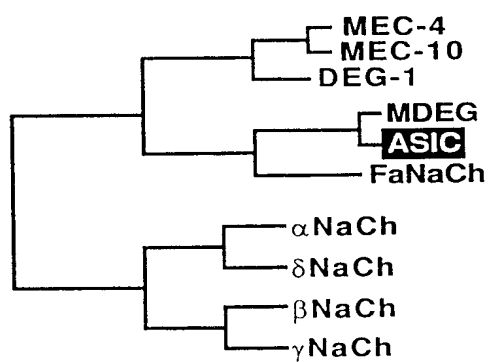 MEC-4
MEC-10
DEG-1
MDEG
ASIC
FaNaCh
αNaCh
δNaCh
βNaCh
γNaCh